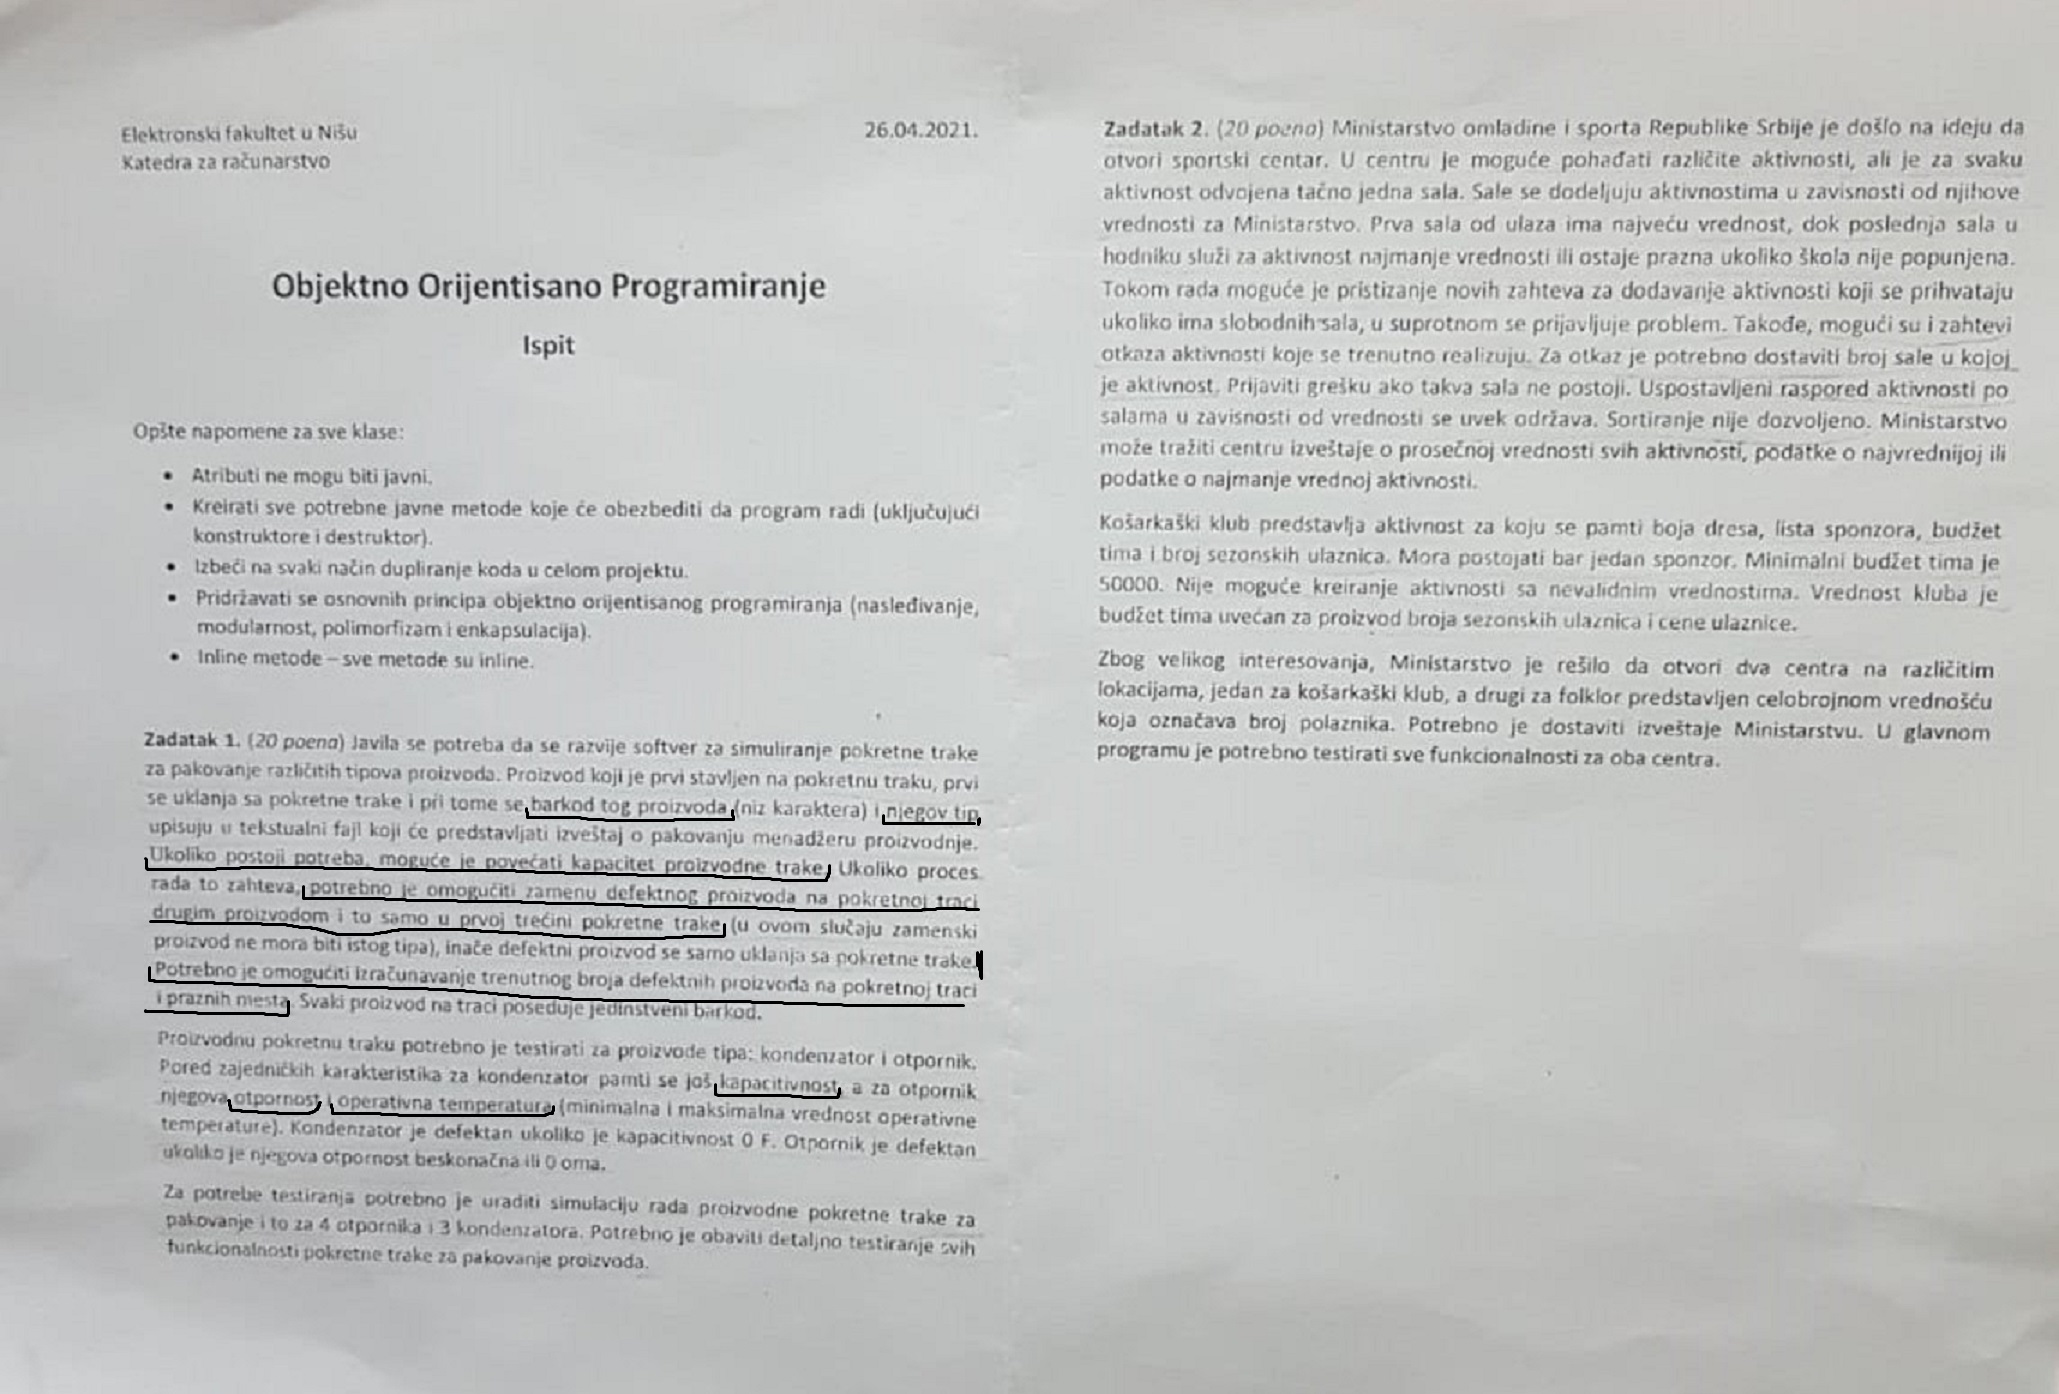 Elektronski fakultet u Nišu
Katedra za računarstvo
26.04.2021.
Objektno Orijentisano Programiranje
Ispit
Opšte napomene za sve klase:
• Atributi ne mogu biti javni.
• Kreirati sve potrebne javne metode koje će obezbediti da program radi (uključujući
konstruktore i destruktor).
• Izbeći na svaki način dupliranje koda u celom projektu.
• Pridržavati se osnovnih principa objektno orijentisanog programiranja (nasleđivanje,
modularnost, polimorfizam i enkapsulacija).
• Inline metode – sve metode su inline.
Zadatak 1. (20 poena) Javila se potreba da se razvije softver za simuliranje pokretne trake
za pakovanje različitih tipova proizvoda. Proizvod koji je prvi stavljen na pokretnu traku, prvi
se uklanja sa pokretne trake i pri tome se barkod tog proizvoda (niz karaktera) i njegov tip
upisuju u tekstualni fajl koji će predstavljati izveštaj o pakovanju menadžeru proizvodnje.
Ukoliko postoji potreba, moguće je povećati kapacitet proizvodne trake. Ukoliko proces
rada to zahteva, potrebno je omogućiti zamenu defektnog proizvoda na pokretnoj traci
drugim proizvodom i to samo u prvoj trećini pokretne trake (u ovom slučaju zamenski
proizvod ne mora biti istog tipa), inače defektni proizvod se samo uklanja sa pokretne trake.
Potrebno je omogućiti izračunavanje trenutnog broja defektnih proizvoda na pokretnoj traci
i praznih mesta. Svaki proizvod na traci poseduje jedinstveni barkod.
Proizvodnu pokretnu traku potrebno je testirati za proizvode tipa: kondenzator i otpornik.
Pored zajedničkih karakteristika za kondenzator pamti se još kapacitivnost, a za otpornik
njegova otpornost i operativna temperatura (minimalna i maksimalna vrednost operativne
temperature). Kondenzator je defektan ukoliko je kapacitivnost 0 F. Otpornik je defektan
ukoliko je njegova otpornost beskonačna ili 0 oma.
Za potrebe testiranja potrebno je uraditi simulaciju rada proizvodne pokretne trake za
pakovanje i to za 4 otpornika i 3 kondenzatora. Potrebno je obaviti detaljno testiranje svih
funkcionalnosti pokretne trake za pakovanje proizvoda.
Zadatak 2. (20 poena) Ministarstvo omladine i sporta Republike Srbije je došlo na ideju da
otvori sportski centar. U centru je moguće pohađati različite aktivnosti, ali je za svaku
aktivnost odvojena tačno jedna sala. Sale se dodeljuju aktivnostima u zavisnosti od njihove
vrednosti za Ministarstvo. Prva sala od ulaza ima najveću vrednost, dok poslednja sala u
hodniku služi za aktivnost najmanje vrednosti ili ostaje prazna ukoliko škola nije popunjena.
Tokom rada moguće je pristizanje novih zahteva za dodavanje aktivnosti koji se prihvataju
ukoliko ima slobodnih sala, u suprotnom se prijavljuje problem. Takođe, mogući su i zahtevi
otkaza aktivnosti koje se trenutno realizuju. Za otkaz je potrebno dostaviti broj sale u kojoj
je aktivnost. Prijaviti grešku ako takva sala ne postoji. Uspostavljeni raspored aktivnosti po
salama u zavisnosti od vrednosti se uvek održava. Sortiranje nije dozvoljeno. Ministarstvo
može tražiti centru izveštaje o prosečnoj vrednosti svih aktivnosti, podatke o najvrednijoj ili
podatke o najmanje vrednoj aktivnosti.
Košarkaški klub predstavlja aktivnost za koju se pamti boja dresa, lista sponzora, budžet
tima i broj sezonskih ulaznica. Mora postojati bar jedan sponzor. Minimalni budžet tima je
50000. Nije moguće kreiranje aktivnosti sa nevalidnim vrednostima. Vrednost kluba je
budžet tima uvećan za proizvod broja sezonskih ulaznica i cene ulaznice.
Zbog velikog interesovanja, Ministarstvo je rešilo da otvori dva centra na različitim
lokacijama, jedan za košarkaški klub, a drugi za folklor predstavljen celobrojnom vrednošću
koja označava broj polaznika. Potrebno je dostaviti izveštaje Ministarstvu. U glavnom
programu je potrebno testirati sve funkcionalnosti za oba centra.